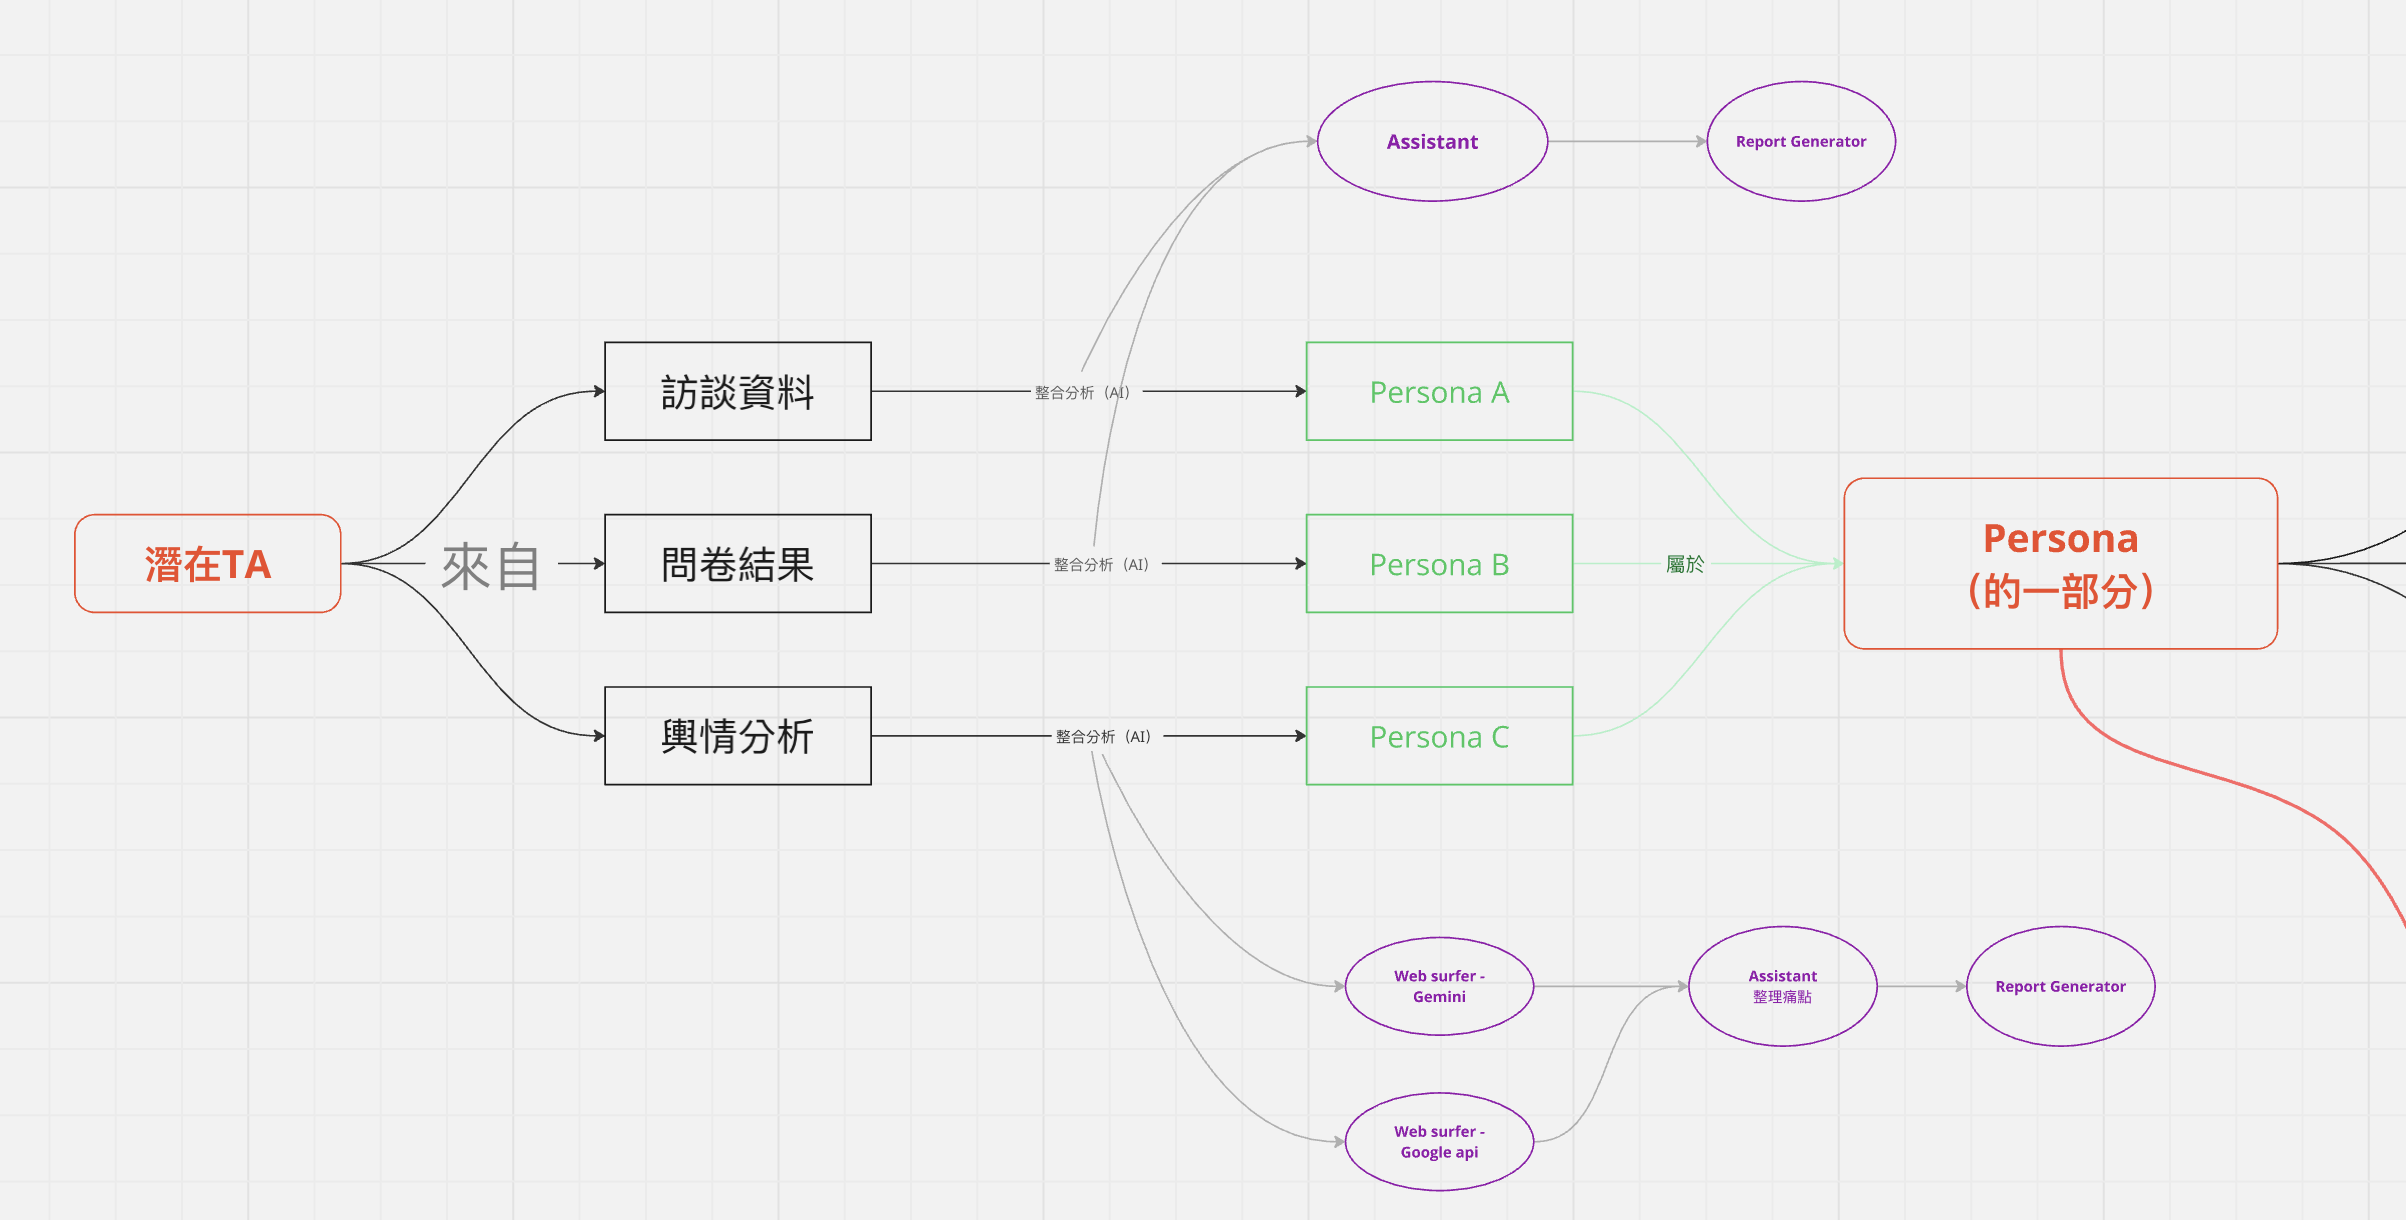 Assistant
Report Generator
訪談資料
整合分析（AI）
Persona A
潛在TA
來自
問卷結果
整合分析（AI）
Persona B
屬於
Persona
（的一部分）
輿情分析
整合分析（AI）
Persona C
Web surfer -
Gemini
Assistant
整理痛點
Report Generator
Web surfer -
Google api